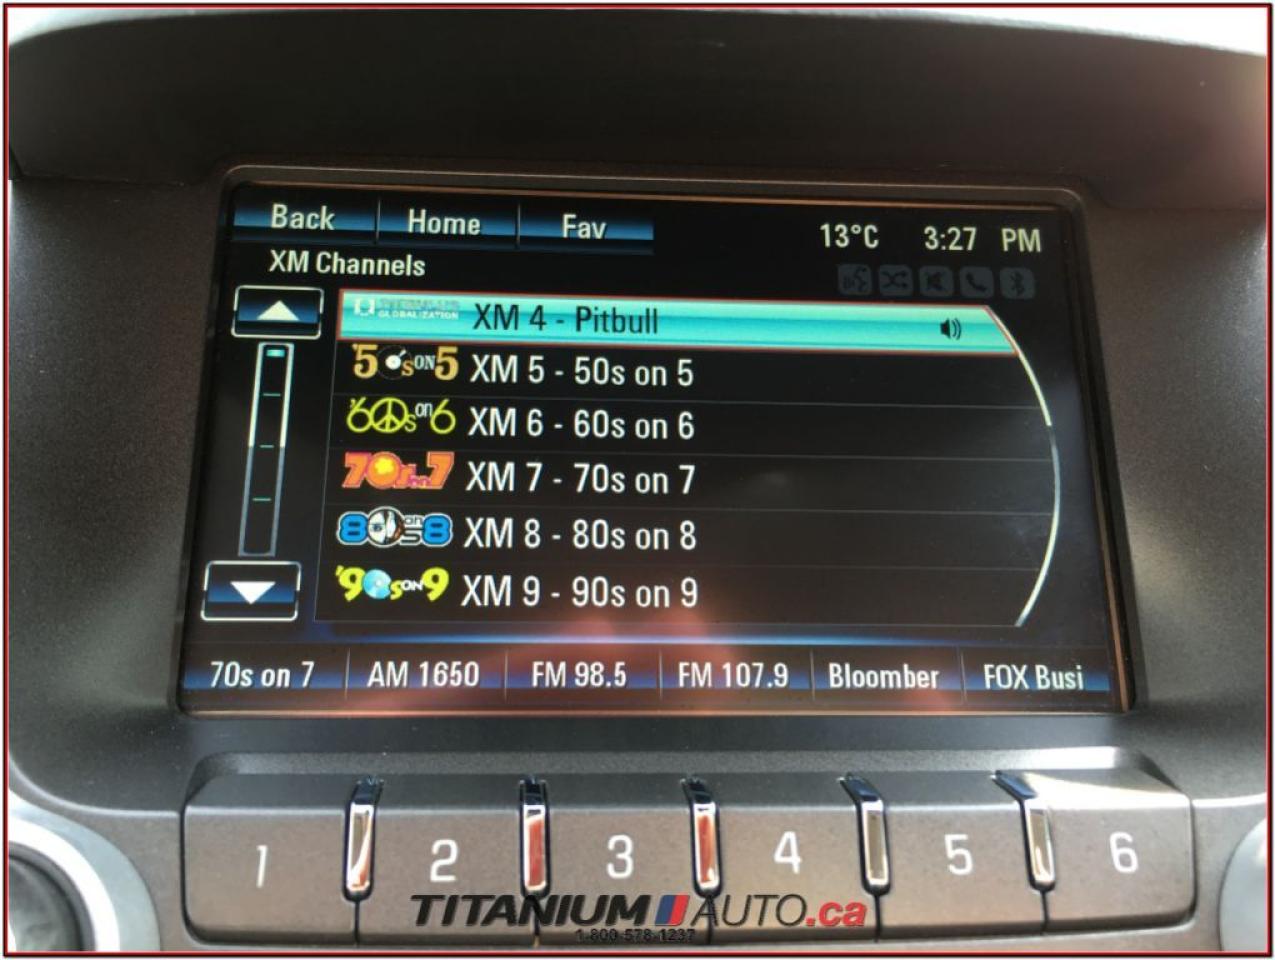 Back Home Fav 13°C 3:27 PM
XM Channels
GLOBALIZATION XM 4 - Pitbull
'50s ON 5 XM 5 - 50s on 5
'60s on 6 XM 6 - 60s on 6
70s on 7 XM 7 - 70s on 7
80s on 8 XM 8 - 80s on 8
'90s ON 9 XM 9 - 90s on 9
70s on 7 AM 1650 FM 98.5 FM 107.9 Bloomber FOX Busi
1 2 3 4 5 6
TITANIUM AUTO.ca
1-800-578-1237